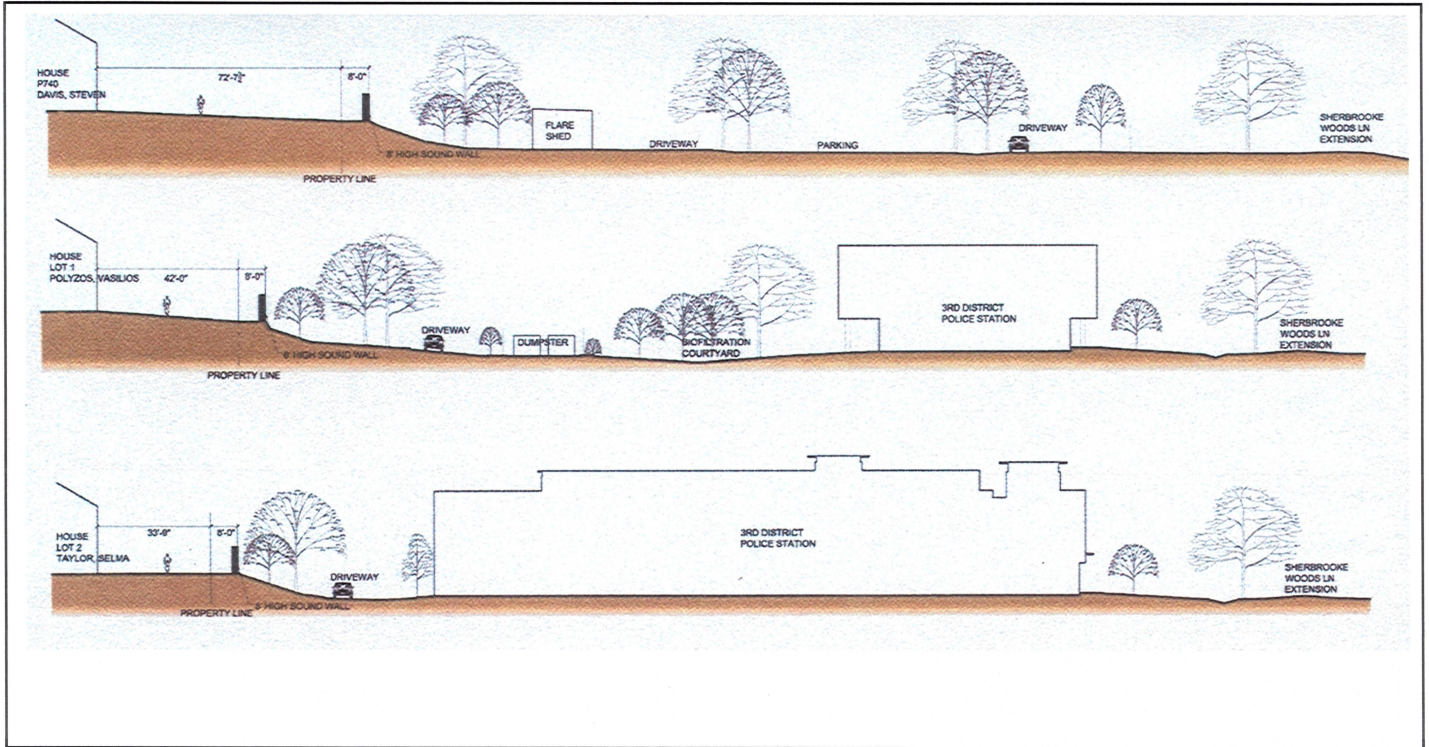 HOUSE
P740
DAVIS, STEVEN
72'-7¾"
8'-0"
8' HIGH SOUND WALL
PROPERTY LINE
FLARE
SHED
DRIVEWAY
PARKING
DRIVEWAY
SHERBROOKE
WOODS LN
EXTENSION
HOUSE
LOT 1
POLYZOS, VASILIOS
42'-0"
8'-0"
8' HIGH SOUND WALL
PROPERTY LINE
DRIVEWAY
DUMPSTER
BIOFILTRATION
COURTYARD
3RD DISTRICT
POLICE STATION
SHERBROOKE
WOODS LN
EXTENSION
HOUSE
LOT 2
TAYLOR, SELMA
33'-9"
8'-0"
8' HIGH SOUND WALL
PROPERTY LINE
DRIVEWAY
3RD DISTRICT
POLICE STATION
SHERBROOKE
WOODS LN
EXTENSION